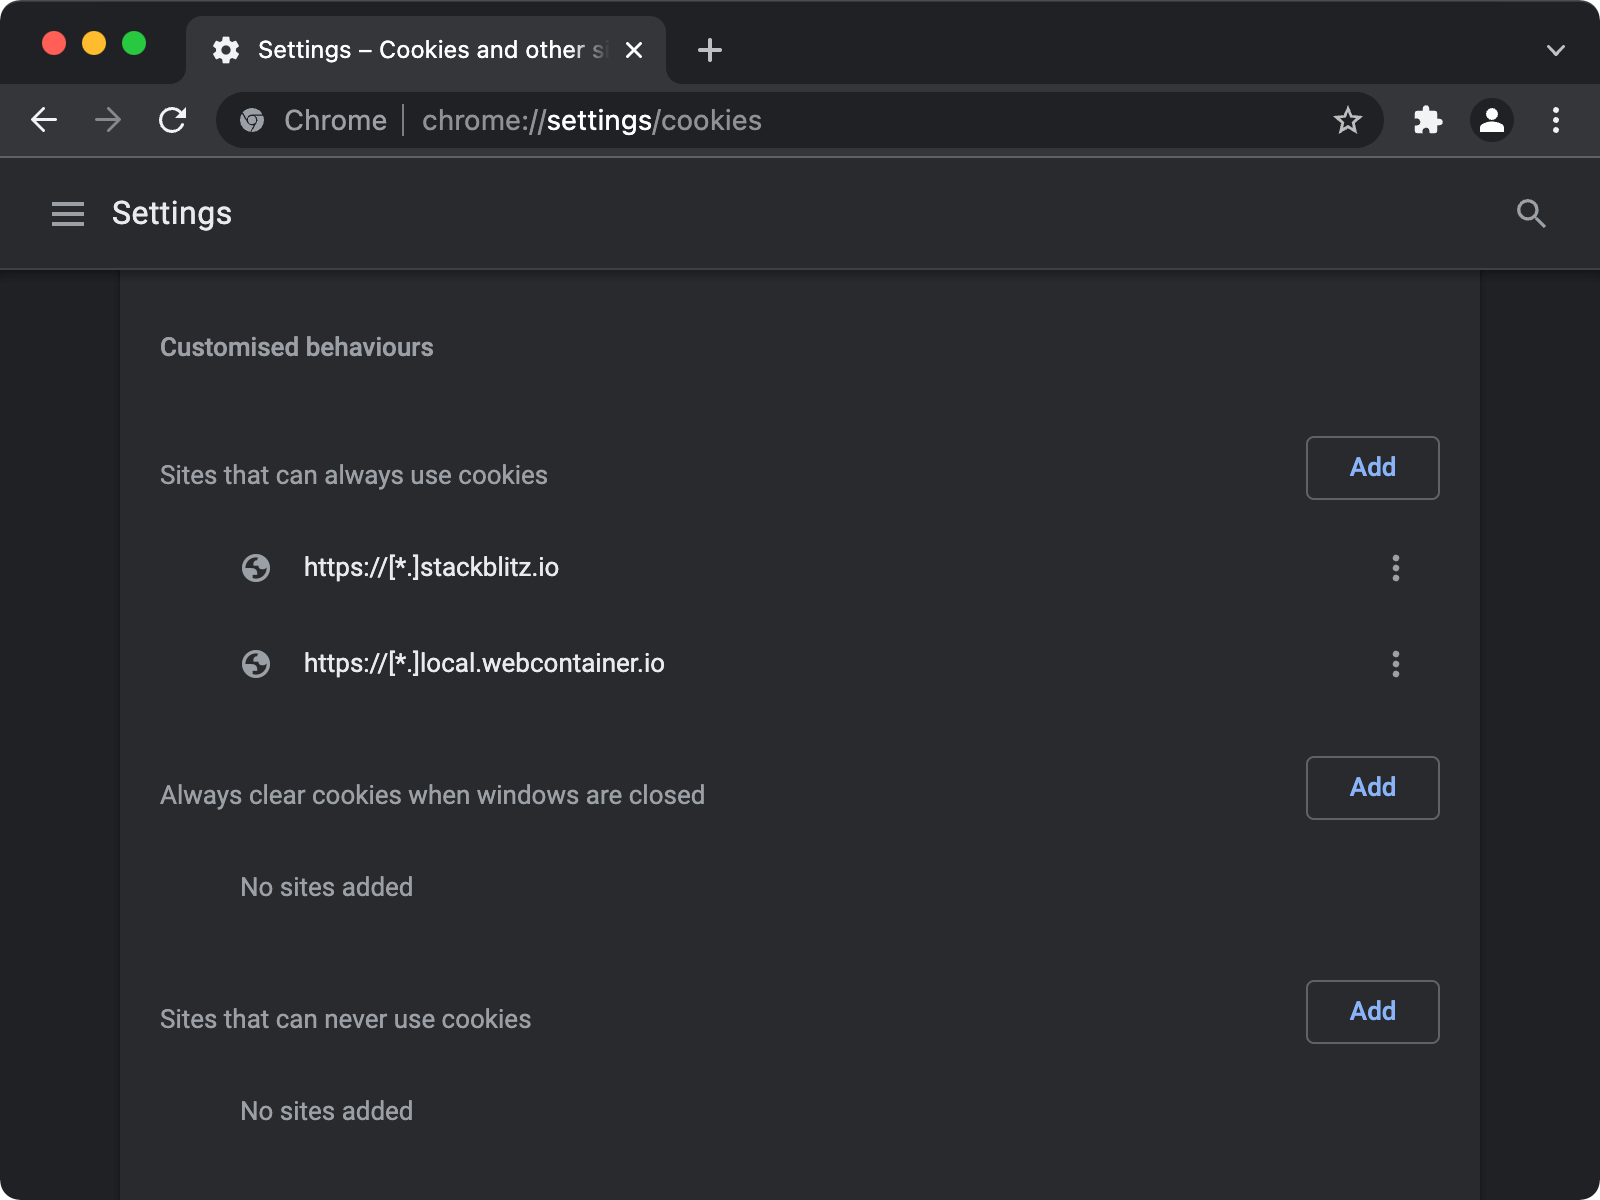 Settings – Cookies and other s
Chrome | chrome://settings/cookies
Settings
Customised behaviours
Sites that can always use cookies
Add
https://[*.]stackblitz.io
https://[*.]local.webcontainer.io
Always clear cookies when windows are closed
Add
No sites added
Sites that can never use cookies
Add
No sites added